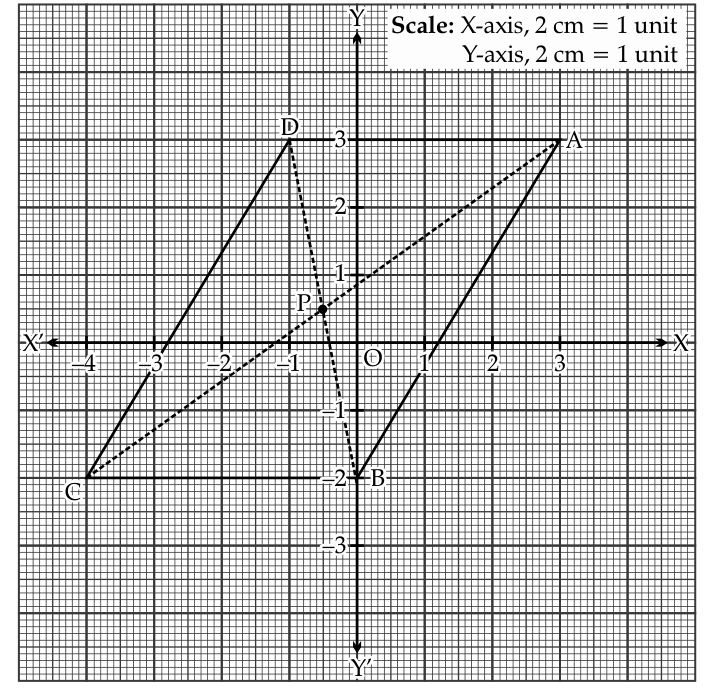 Y
Scale: X-axis, 2 cm = 1 unit
Y-axis, 2 cm = 1 unit
D
3
A
2
1
P
X′
X
–4
–3
–2
–1
O
1
2
3
–1
–2
B
C
–3
Y′